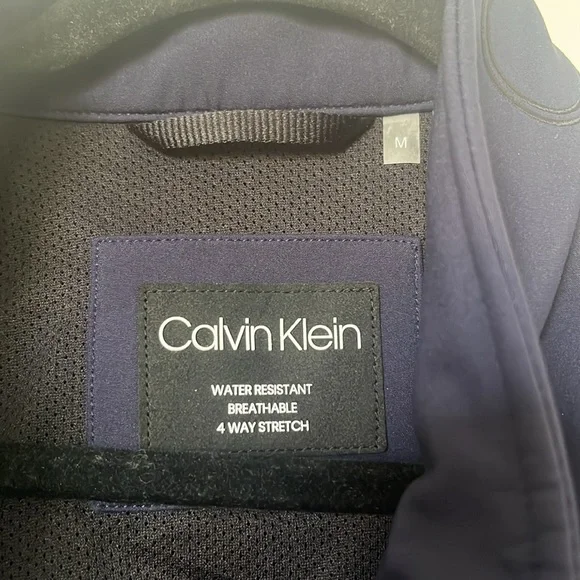 M
Calvin Klein
WATER RESISTANT
BREATHABLE
4 WAY STRETCH